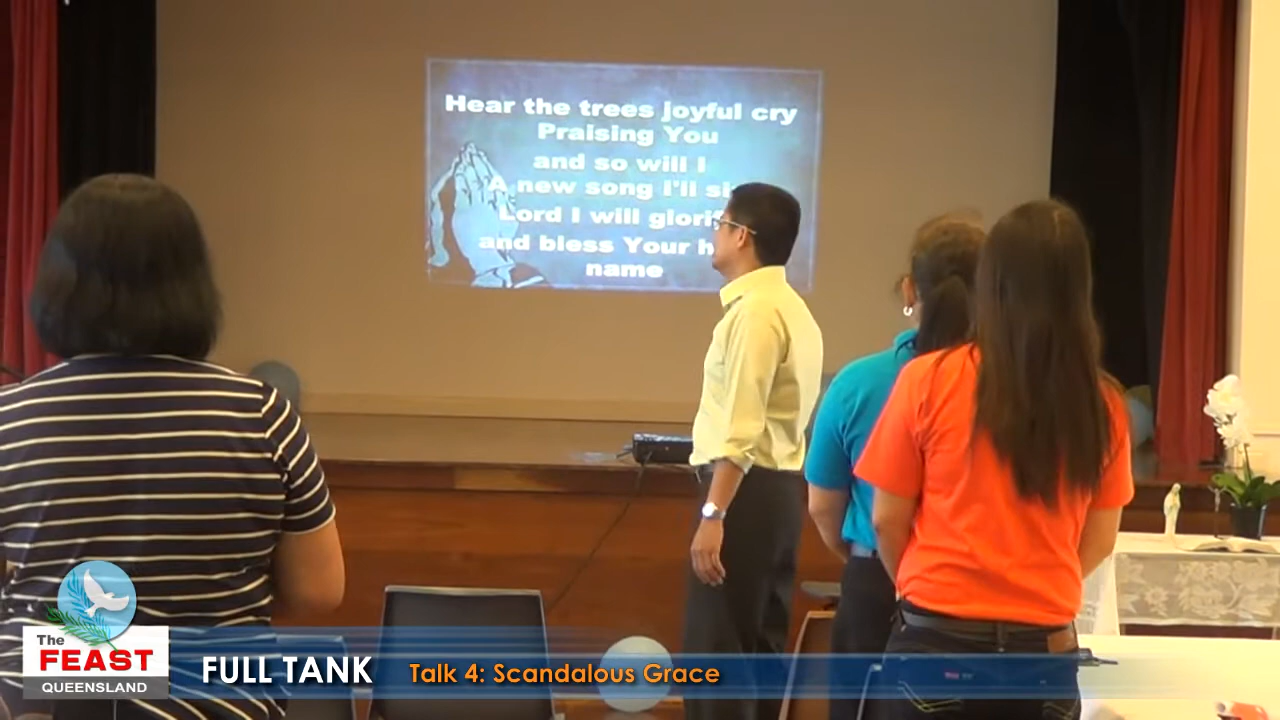 Hear the trees joyful cry
Praising You
and so will I
A new song I'll
Lord I will
and bless Your
name
The
FEAST
QUEENSLAND
FULL TANK
Talk 4: Scandalous Grace